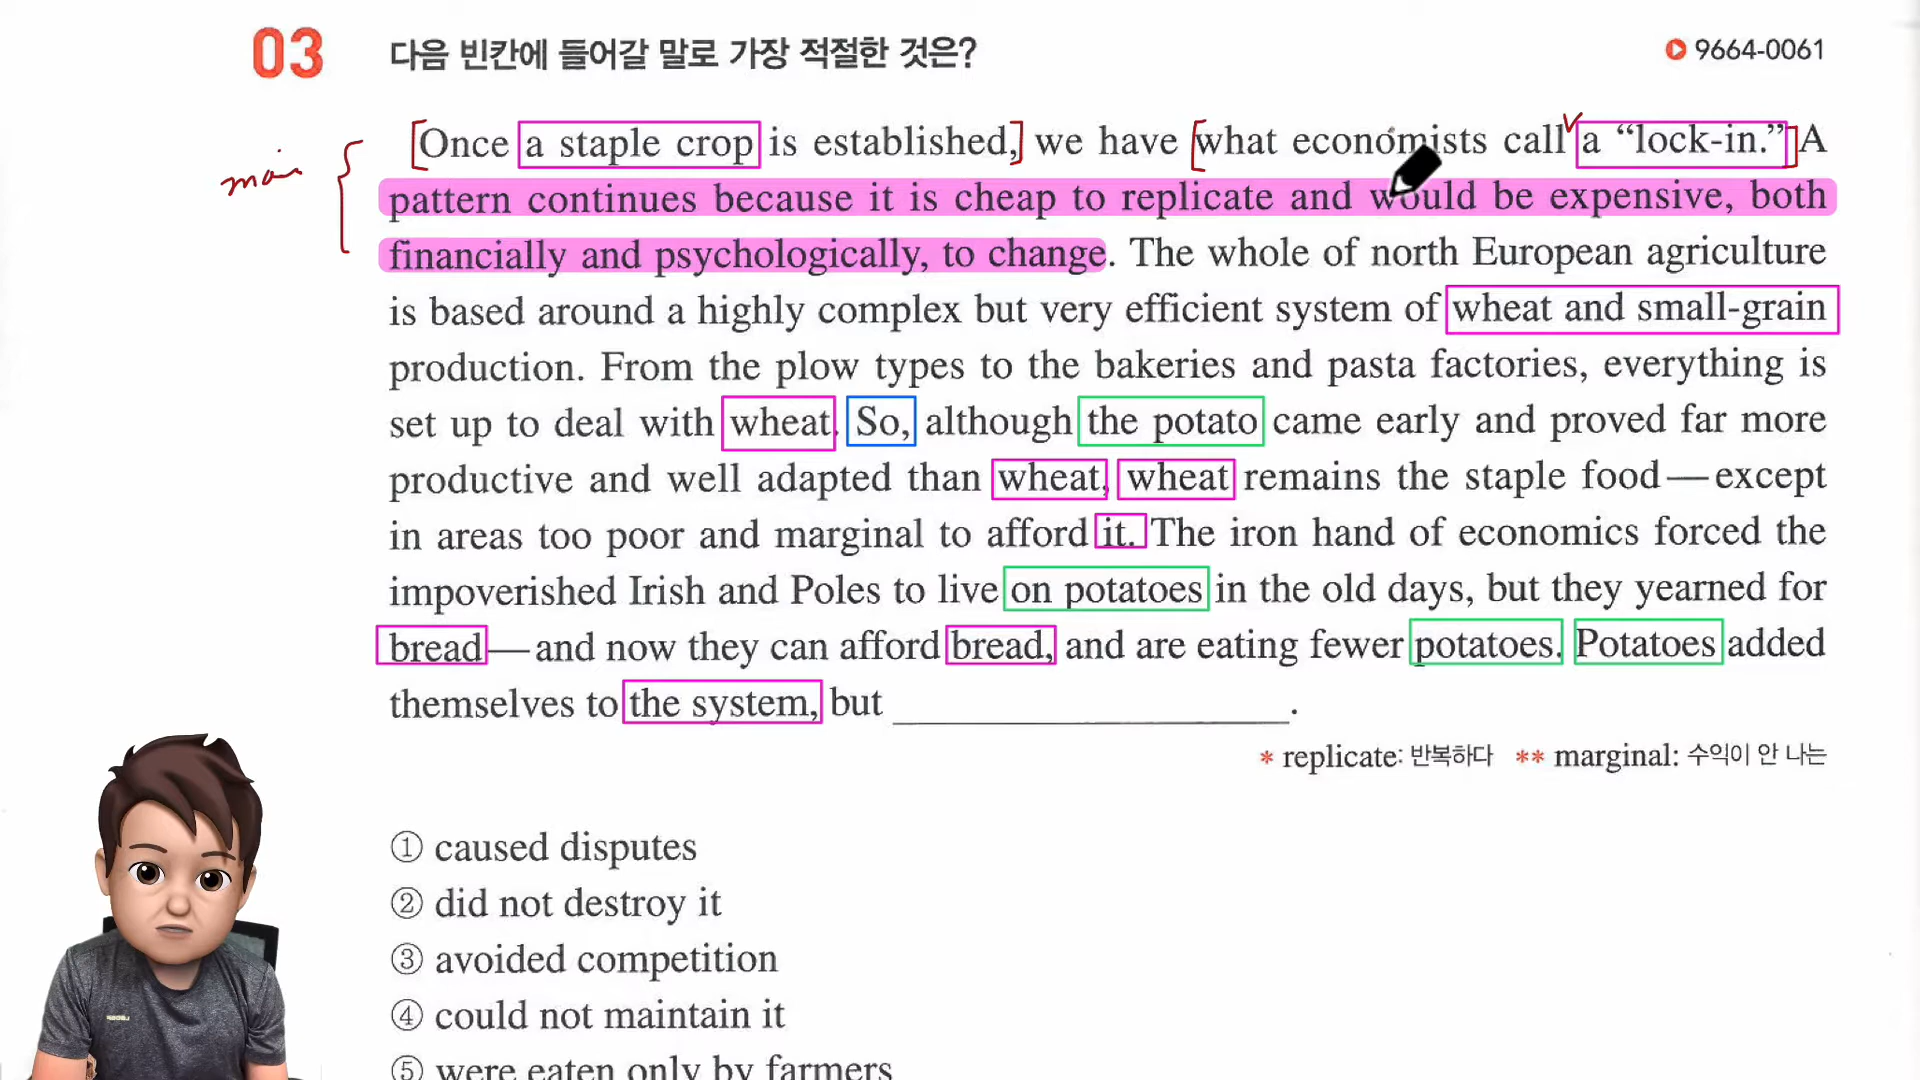 03 다음 빈칸에 들어갈 말로 가장 적절한 것은? 9664-0061
main
Once a staple crop is established, we have what economists call a “lock-in.” A
pattern continues because it is cheap to replicate and would be expensive, both
financially and psychologically, to change. The whole of north European agriculture
is based around a highly complex but very efficient system of wheat and small-grain
production. From the plow types to the bakeries and pasta factories, everything is
set up to deal with wheat. So, although the potato came early and proved far more
productive and well adapted than wheat, wheat remains the staple food — except
in areas too poor and marginal to afford it. The iron hand of economics forced the
impoverished Irish and Poles to live on potatoes in the old days, but they yearned for
bread — and now they can afford bread, and are eating fewer potatoes. Potatoes added
themselves to the system, but ____________________.
* replicate: 반복하다 ** marginal: 수익이 안 나는
① caused disputes
② did not destroy it
③ avoided competition
④ could not maintain it
⑤ were eaten only by farmers